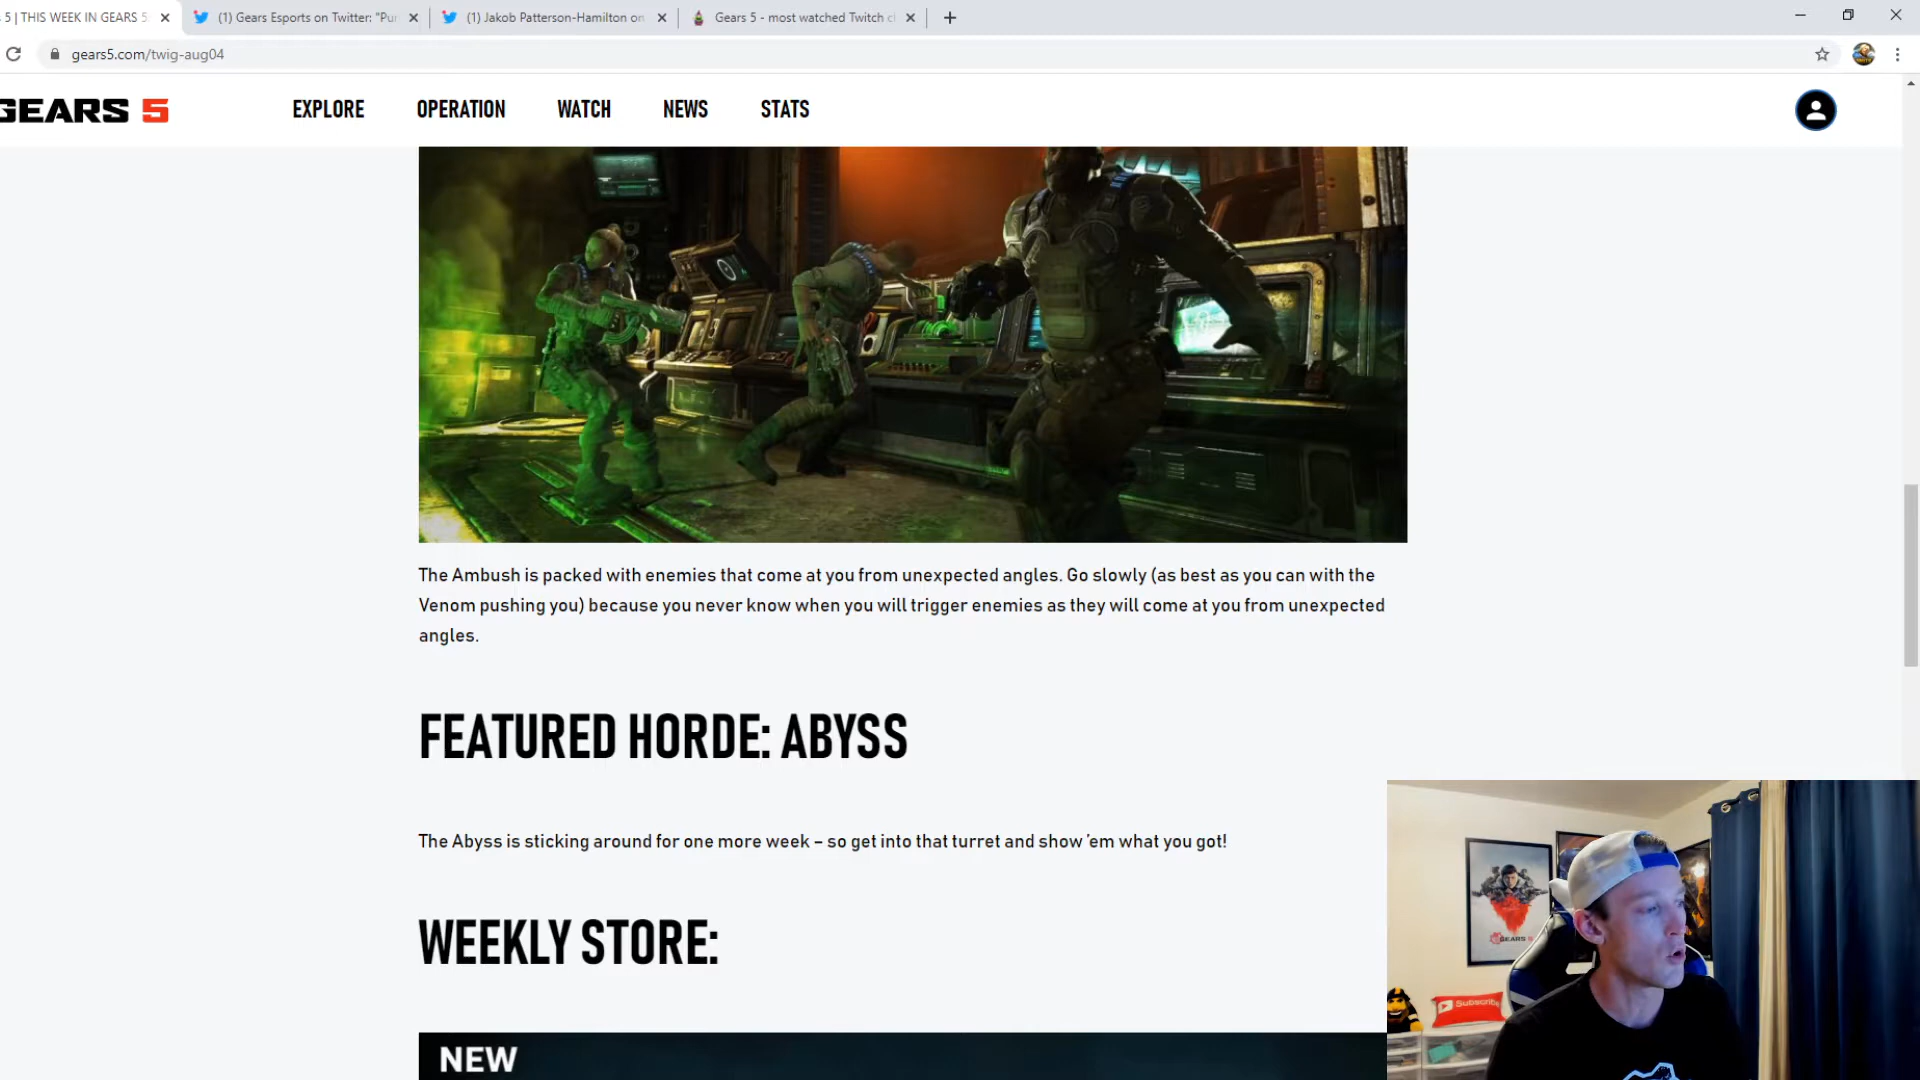 5 | THIS WEEK IN GEARS 5
(1) Gears Esports on Twitter: "Pur
(1) Jakob Patterson-Hamilton on
Gears 5 - most watched Twitch cl
gears5.com/twig-aug04
GEARS 5
EXPLORE
OPERATION
WATCH
NEWS
STATS
The Ambush is packed with enemies that come at you from unexpected angles. Go slowly (as best as you can with the
Venom pushing you) because you never know when you will trigger enemies as they will come at you from unexpected
angles.
FEATURED HORDE: ABYSS
The Abyss is sticking around for one more week – so get into that turret and show 'em what you got!
WEEKLY STORE:
NEW
GEARS 5
Subscribe